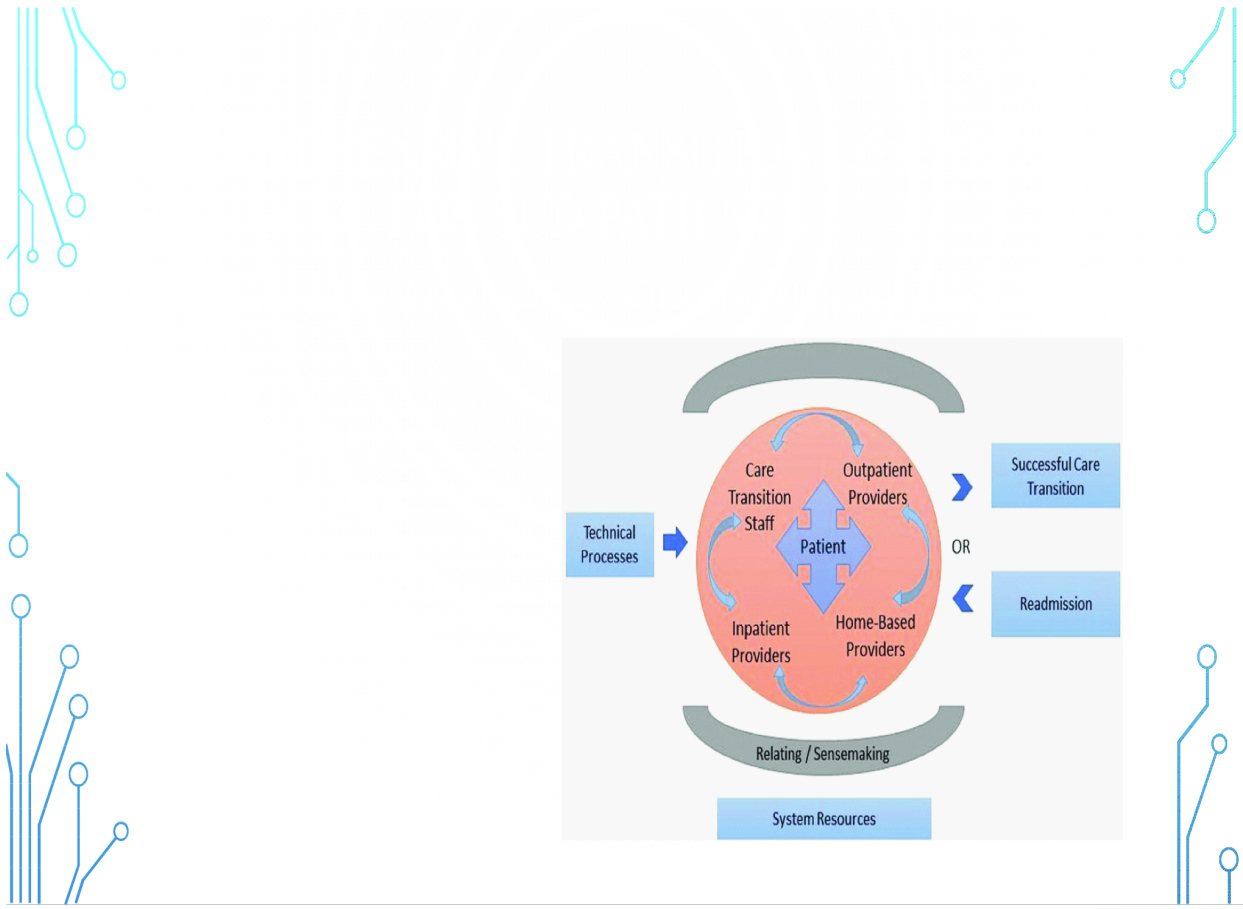 Care
Transition
Staff
Outpatient
Providers
Successful Care
Transition
Technical
Processes
Patient
OR
Readmission
Inpatient
Providers
Home-Based
Providers
Relating / Sensemaking
System Resources